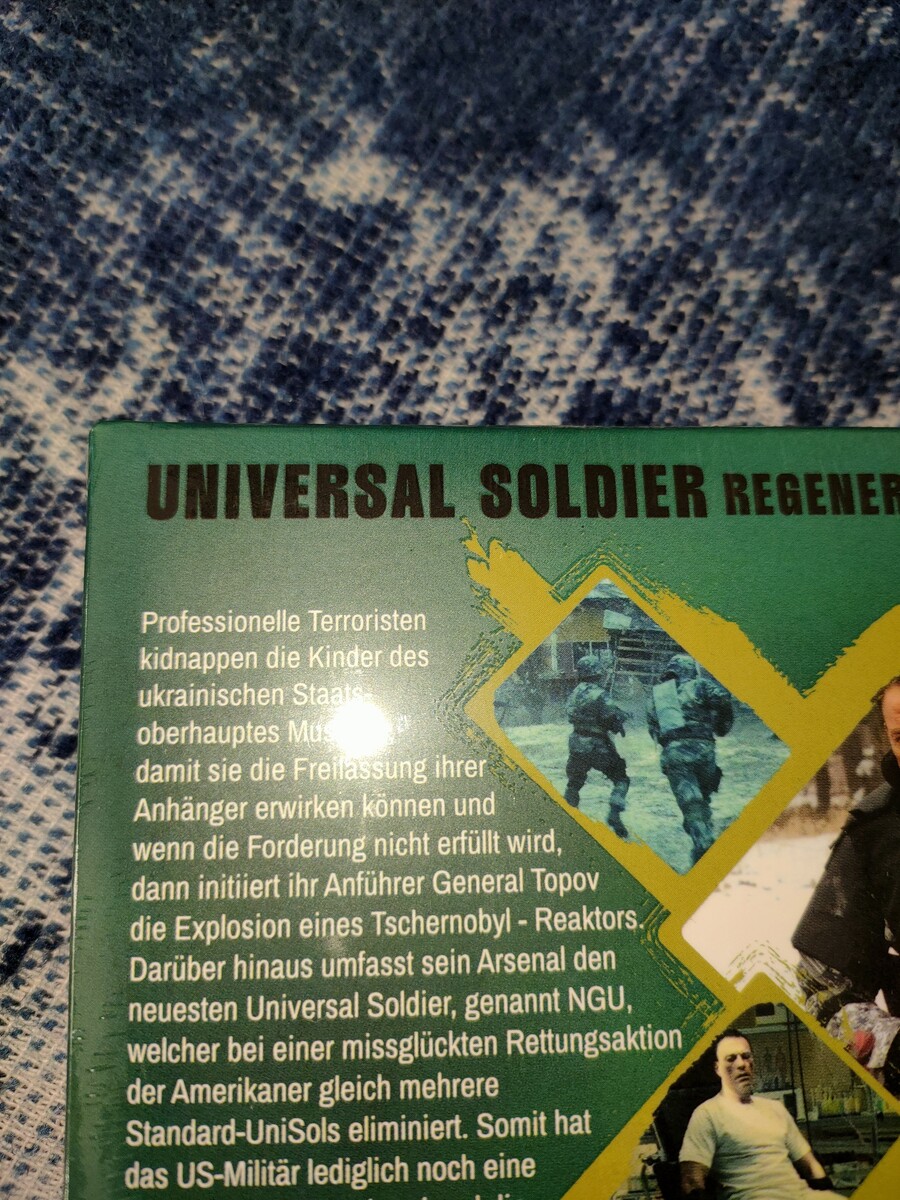 UNIVERSAL SOLDIER REGENER
Professionelle Terroristen
kidnappen die Kinder des
ukrainischen Staats-
oberhauptes
damit sie die Freilassung ihrer
Anhänger erwirken können und
wenn die Forderung nicht erfüllt wird,
dann initiiert ihr Anführer General Topov
die Explosion eines Tschernobyl - Reaktors.
Darüber hinaus umfasst sein Arsenal den
neuesten Universal Soldier, genannt NGU,
welcher bei einer missglückten Rettungsaktion
der Amerikaner gleich mehrere
Standard-UniSols eliminiert. Somit hat
das US-Militär lediglich noch eine